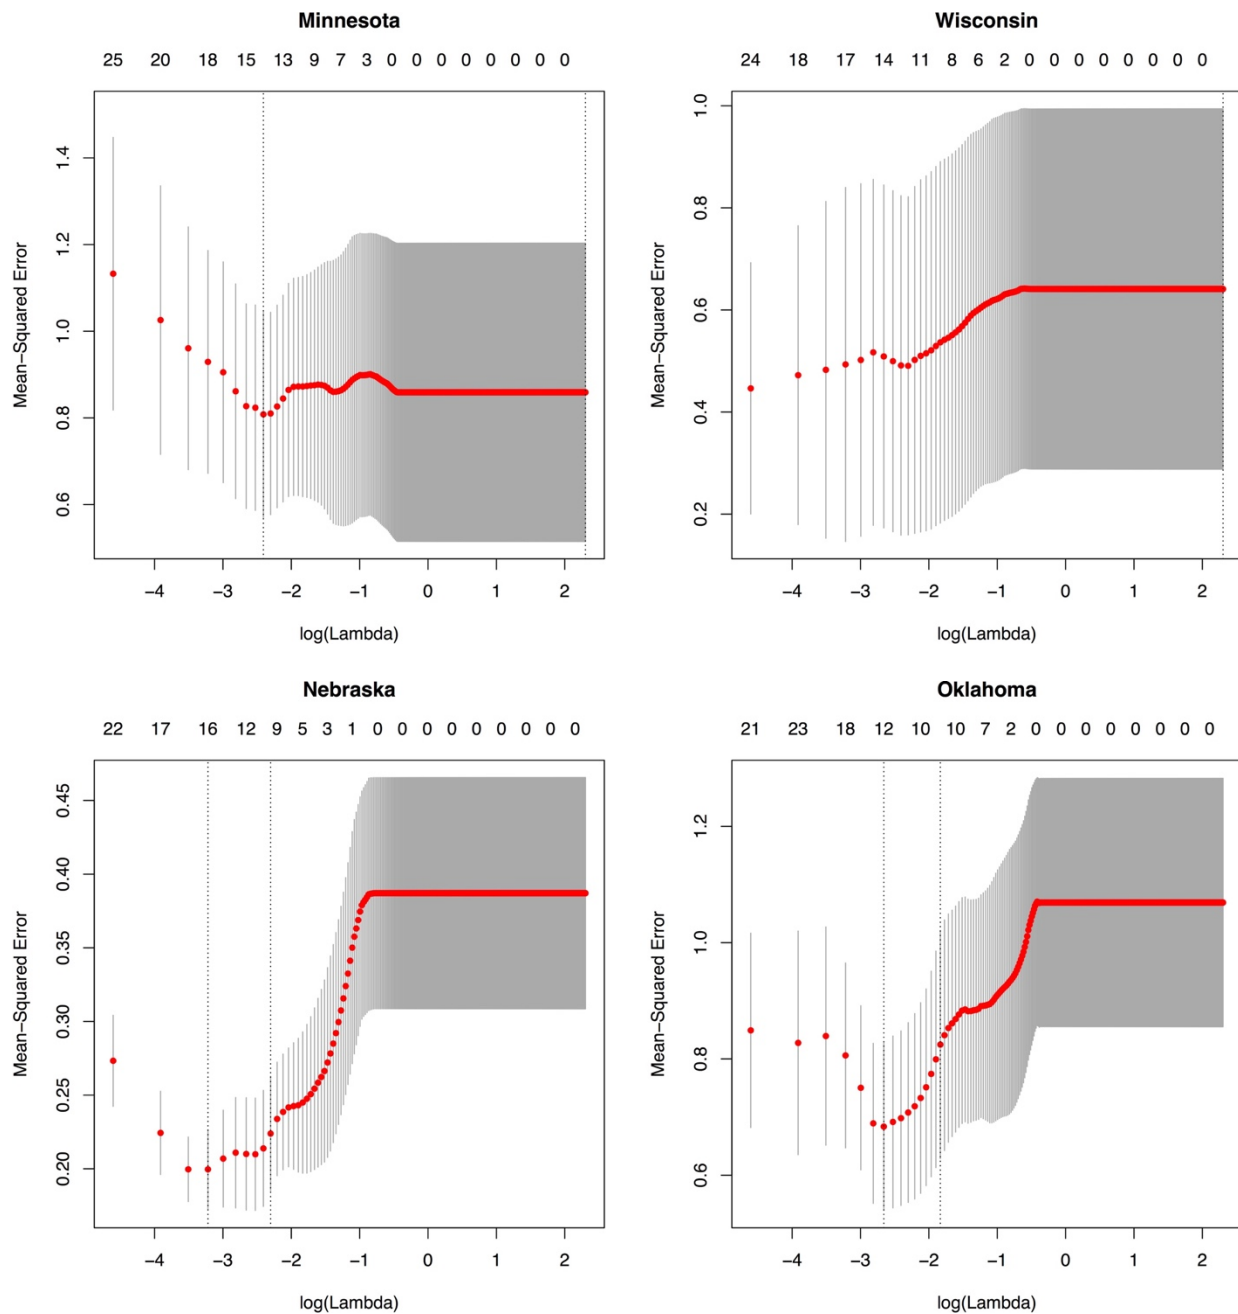 Minnesota
25 20 18 15 13 9 7 3 0 0 0 0 0 0 0 0
Mean−Squared Error
0.6 0.8 1.0 1.2 1.4
−4 −3 −2 −1 0 1 2
log(Lambda)
Wisconsin
24 18 17 14 11 8 6 2 0 0 0 0 0 0 0 0
Mean−Squared Error
0.2 0.4 0.6 0.8 1.0
−4 −3 −2 −1 0 1 2
log(Lambda)
Nebraska
22 17 16 12 9 5 3 1 0 0 0 0 0 0 0 0
Mean−Squared Error
0.20 0.25 0.30 0.35 0.40 0.45
−4 −3 −2 −1 0 1 2
log(Lambda)
Oklahoma
21 23 18 12 10 10 7 2 0 0 0 0 0 0 0 0
Mean−Squared Error
0.6 0.8 1.0 1.2
−4 −3 −2 −1 0 1 2
log(Lambda)